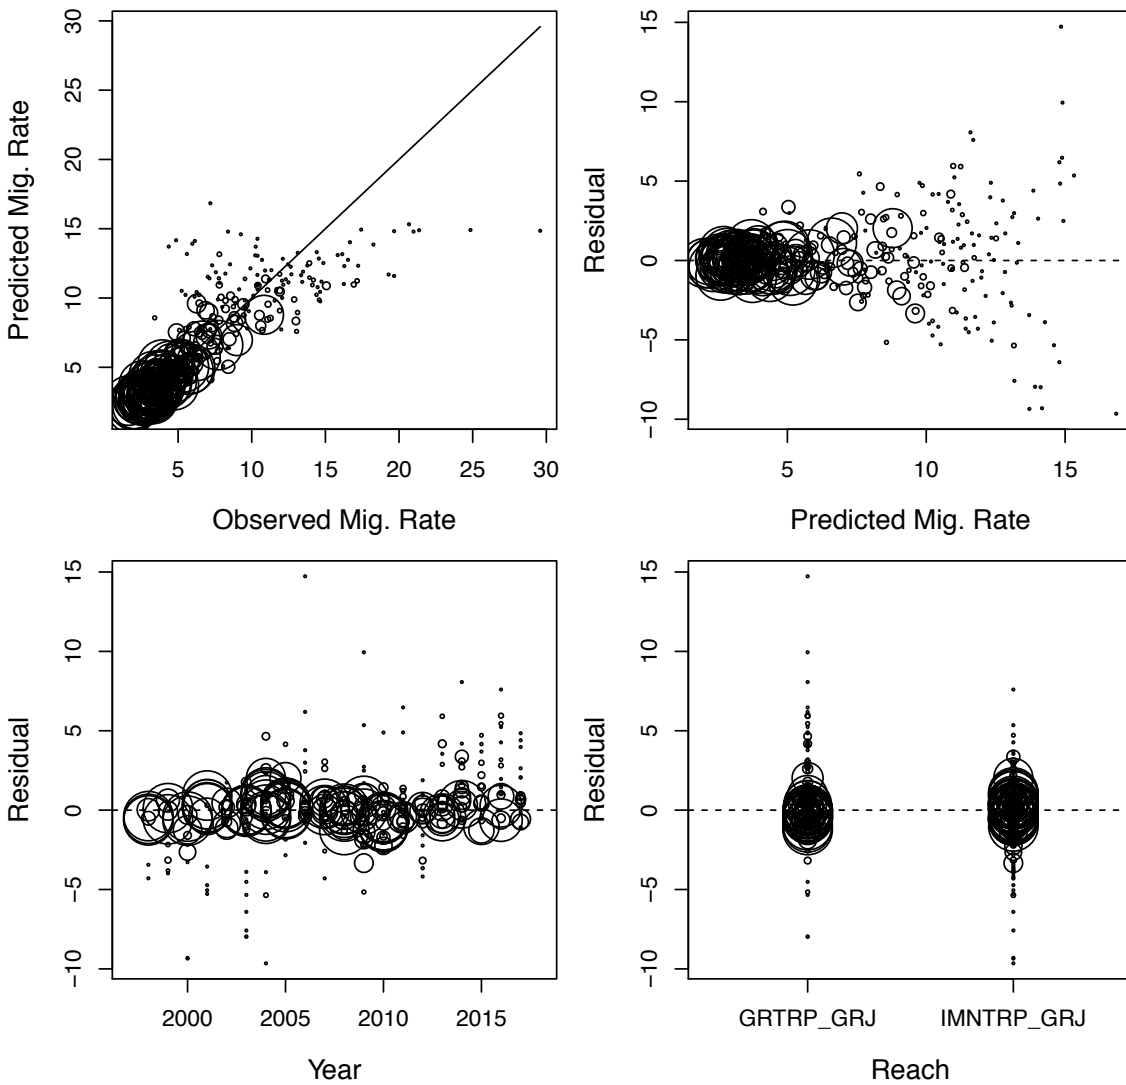 Predicted Mig. Rate
30
25
20
15
10
5
5 10 15 20 25 30
Observed Mig. Rate
Residual
15
10
5
0
−5
−10
5 10 15
Predicted Mig. Rate
Residual
15
10
5
0
−5
−10
2000 2005 2010 2015
Year
Residual
15
10
5
0
−5
−10
GRTRP_GRJ IMNTRP_GRJ
Reach